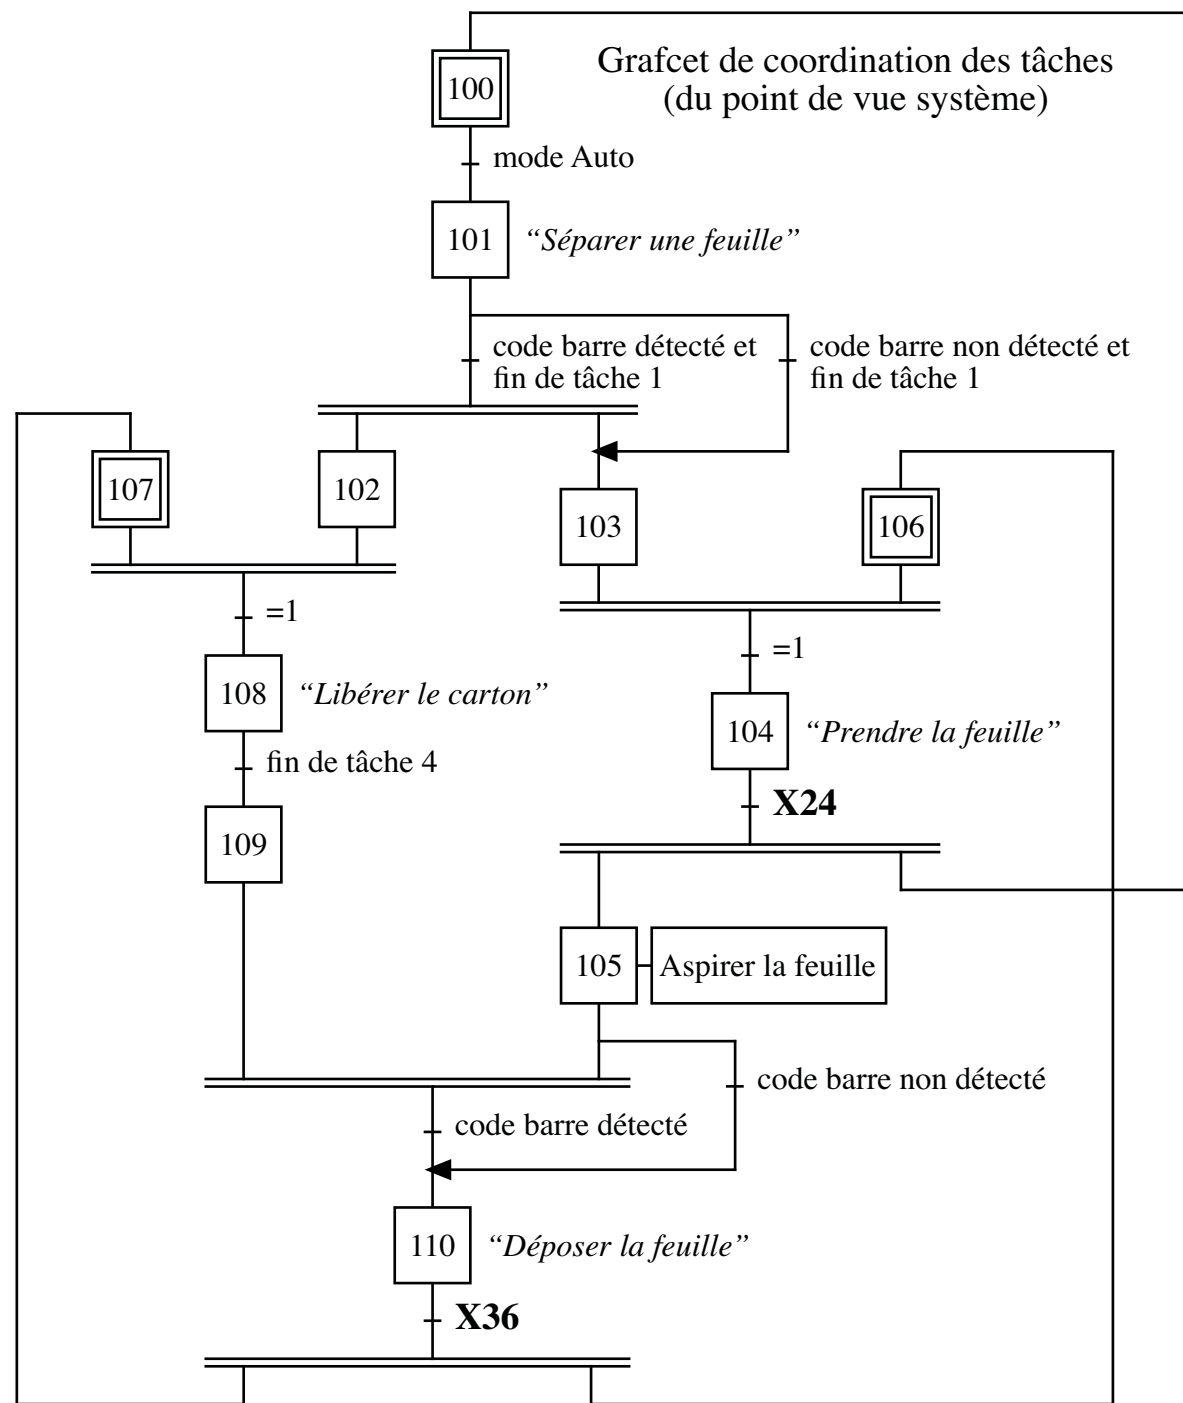 Grafcet de coordination des tâches
(du point de vue système)
100
mode Auto
101
“Séparer une feuille”
code barre détecté et
fin de tâche 1
code barre non détecté et
fin de tâche 1
107
102
103
106
=1
=1
108
“Libérer le carton”
104
“Prendre la feuille”
fin de tâche 4
X24
109
105
Aspirer la feuille
code barre non détecté
code barre détecté
110
“Déposer la feuille”
X36